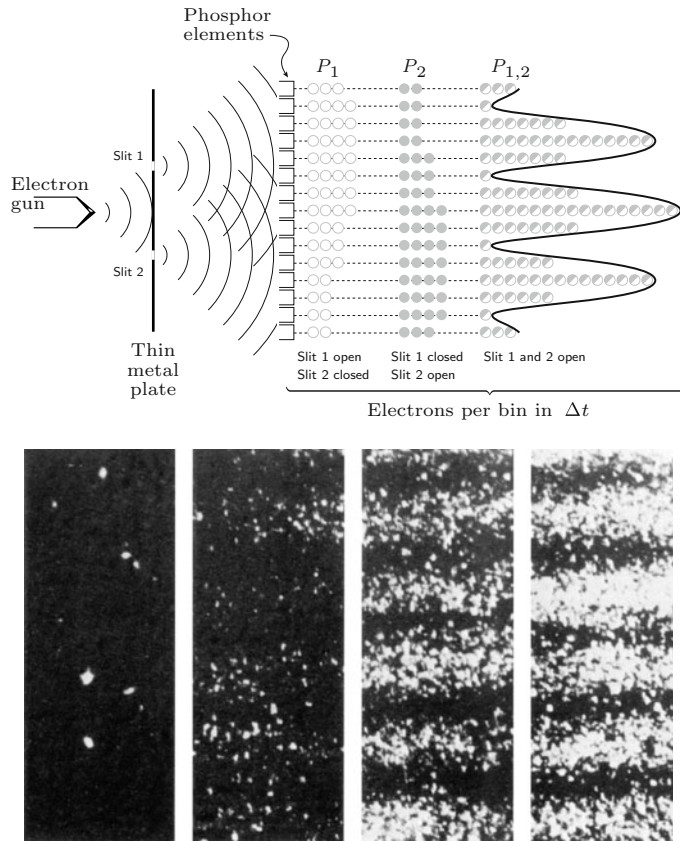 Phosphor
elements
P1 P2 P1,2
Slit 1
Electron
gun
Slit 2
Thin
metal
plate
Slit 1 open
Slit 2 closed
Slit 1 closed
Slit 2 open
Slit 1 and 2 open
Electrons per bin in Δt